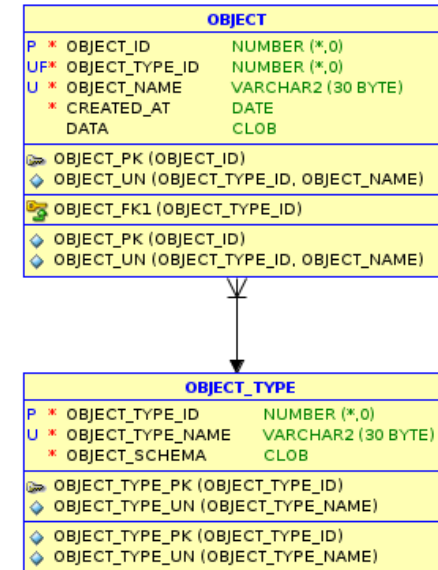 OBJECT
P * OBJECT_ID NUMBER (*,0)
UF* OBJECT_TYPE_ID NUMBER (*,0)
U * OBJECT_NAME VARCHAR2 (30 BYTE)
* CREATED_AT DATE
DATA CLOB
OBJECT_PK (OBJECT_ID)
OBJECT_UN (OBJECT_TYPE_ID, OBJECT_NAME)
OBJECT_FK1 (OBJECT_TYPE_ID)
OBJECT_PK (OBJECT_ID)
OBJECT_UN (OBJECT_TYPE_ID, OBJECT_NAME)
OBJECT_TYPE
P * OBJECT_TYPE_ID NUMBER (*,0)
U * OBJECT_TYPE_NAME VARCHAR2 (30 BYTE)
* OBJECT_SCHEMA CLOB
OBJECT_TYPE_PK (OBJECT_TYPE_ID)
OBJECT_TYPE_UN (OBJECT_TYPE_NAME)
OBJECT_TYPE_PK (OBJECT_TYPE_ID)
OBJECT_TYPE_UN (OBJECT_TYPE_NAME)